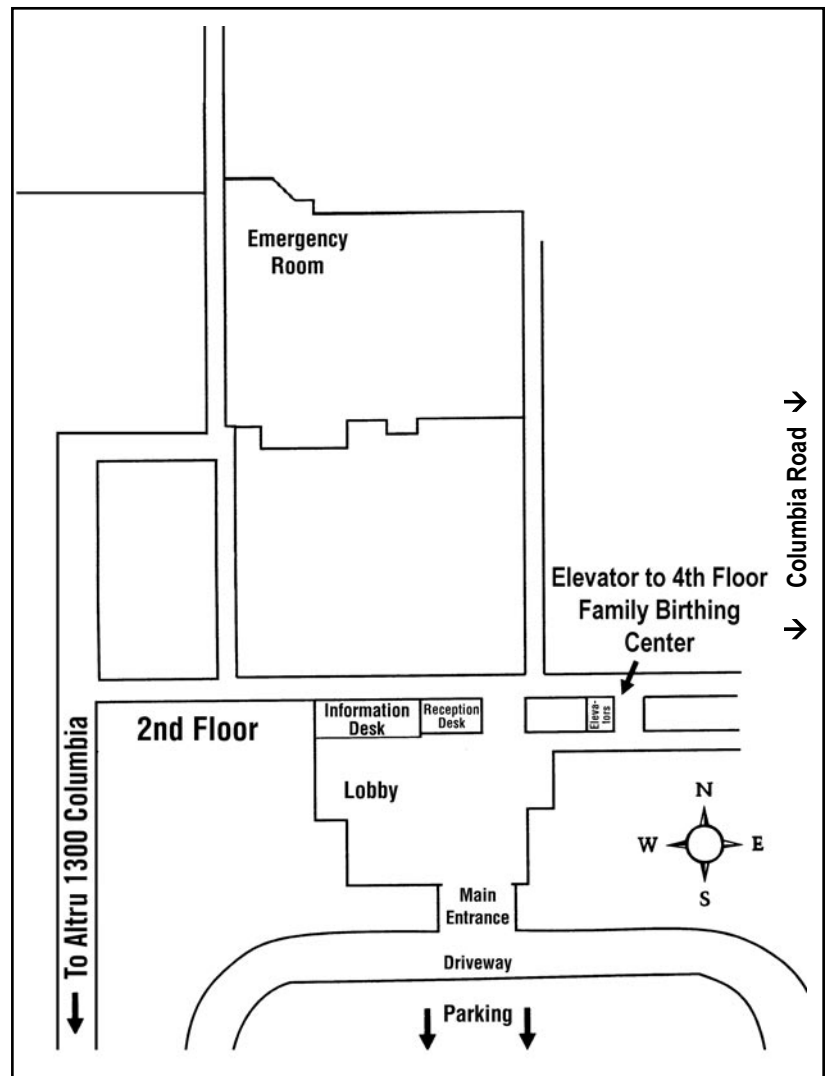 Emergency
Room
→ Columbia Road →
Elevator to 4th Floor
Family Birthing
Center
2nd Floor
Information
Desk
Reception
Desk
Eleva-
tors
Lobby
N
W
E
S
Main
Entrance
Driveway
Parking
To Altru 1300 Columbia